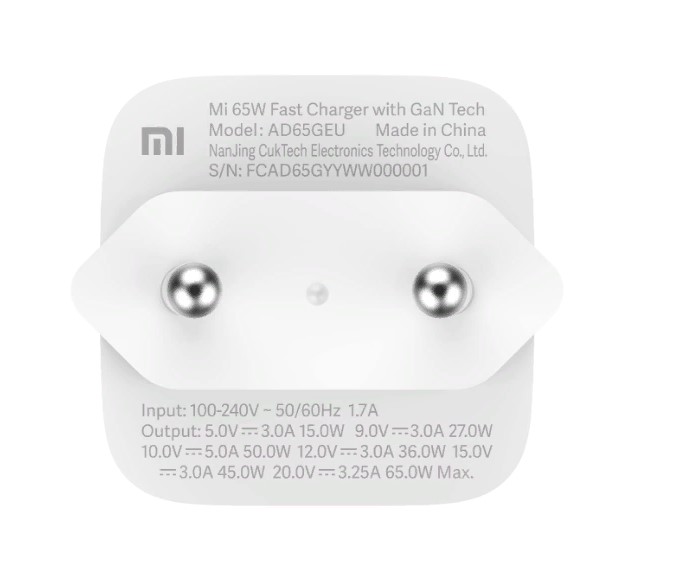 mi
Mi 65W Fast Charger with GaN Tech
Model: AD65GEU Made in China
NanJing CukTech Electronics Technology Co., Ltd.
S/N: FCAD65GYYWW000001
Input: 100-240V ~ 50/60Hz 1.7A
Output: 5.0V⎓3.0A 15.0W 9.0V⎓3.0A 27.0W
10.0V⎓5.0A 50.0W 12.0V⎓3.0A 36.0W 15.0V
⎓3.0A 45.0W 20.0V⎓3.25A 65.0W Max.